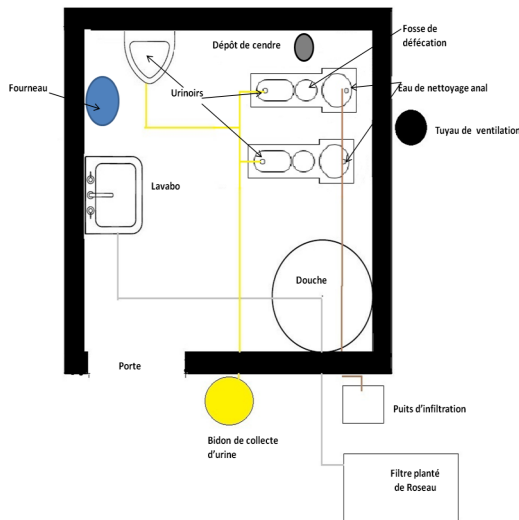 Fosse de
défécation
Dépôt de cendre
Fourneau
Urinoirs
Eau de nettoyage anal
Tuyau de ventilation
Lavabo
Douche
Porte
Puits d'infiltration
Bidon de collecte
d'urine
Filtre planté
de Roseau